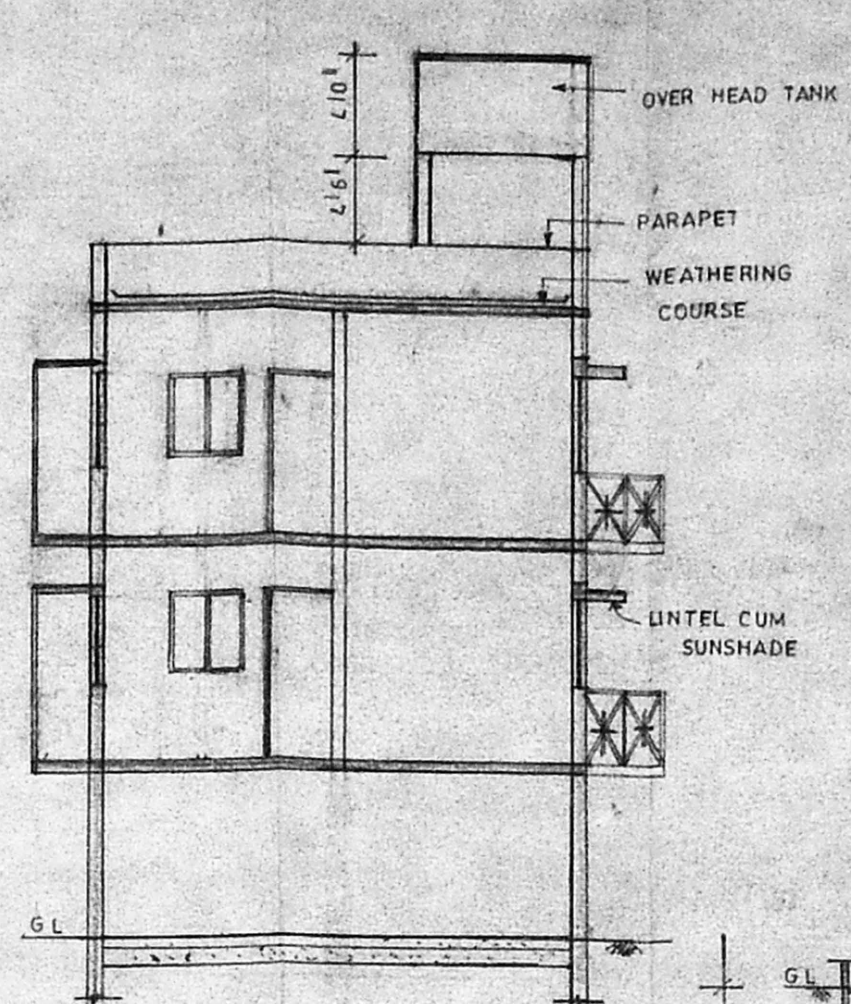 OVER HEAD TANK
PARAPET
WEATHERING
COURSE
LINTEL CUM
SUNSHADE
GL
GL